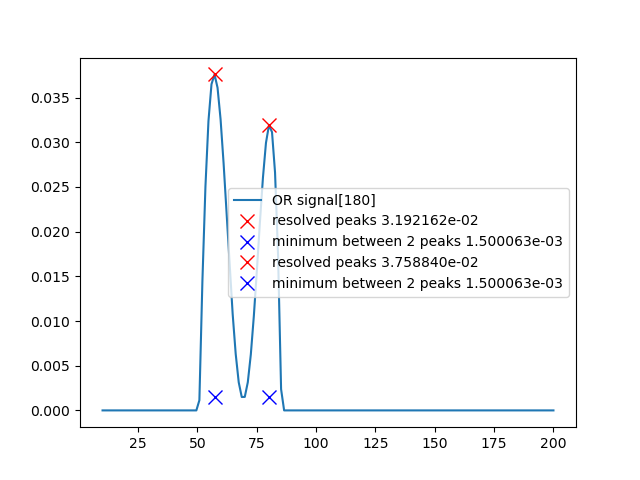 0.035
0.030
0.025
0.020
0.015
0.010
0.005
0.000
OR signal[180]
resolved peaks 3.192162e-02
minimum between 2 peaks 1.500063e-03
resolved peaks 3.758840e-02
minimum between 2 peaks 1.500063e-03
25 50 75 100 125 150 175 200